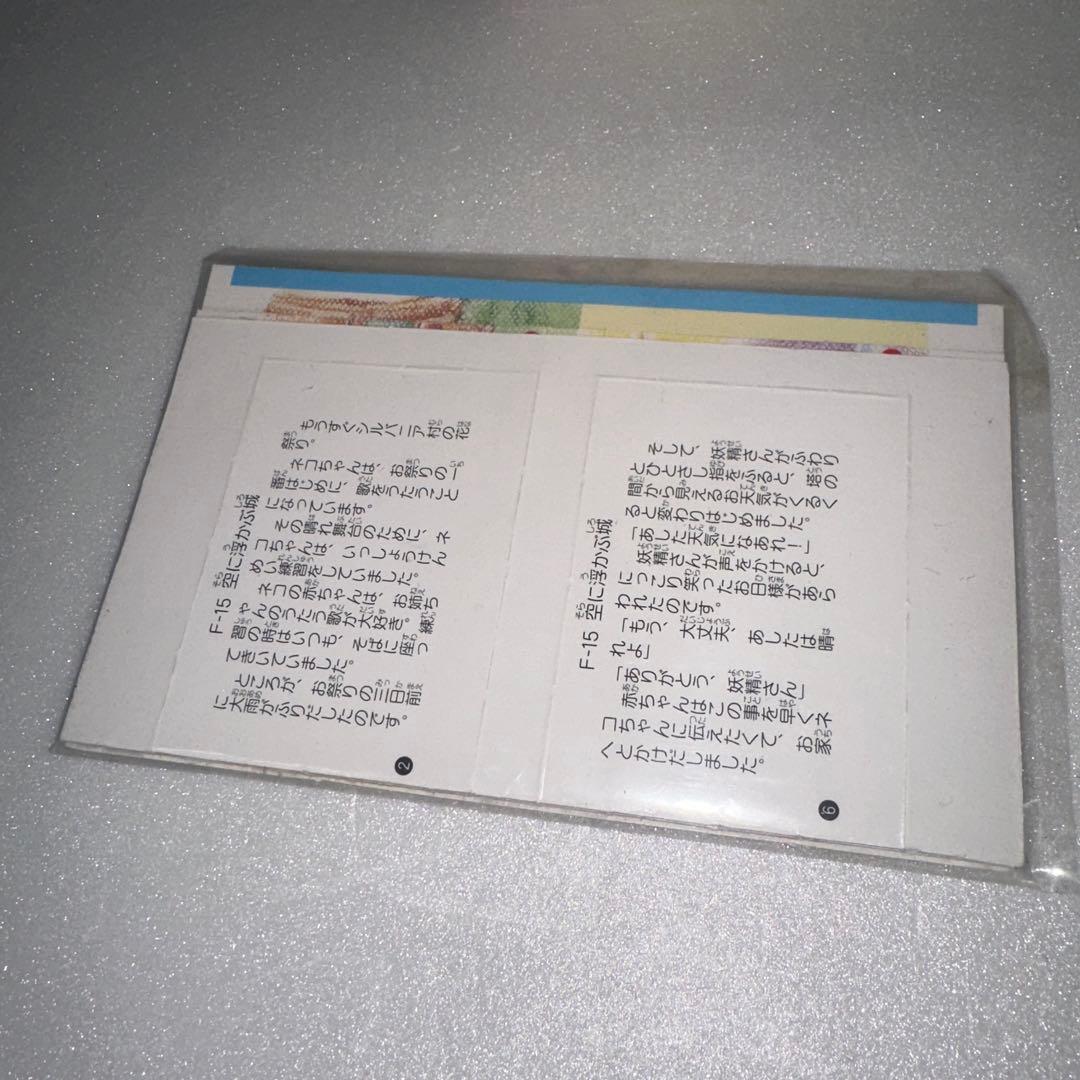 F-15 空に浮かぶ城
もうすぐシルバニア村の花
祭り。
ネコちゃんは、お祭りの一
番はじめに、歌をうたうこと
になっています。
その晴れ舞台のために、ネ
コちゃんは、いっしょうけん
めい練習をしていました。
ネコの赤ちゃんは、お姉ち
ゃんのうたう歌が大好き。練
習の時はいつも、そばに座っ
てきいていました。
ところが、お祭りの三日前
に大雨がふりだしたのです。
2
F-15 空に浮かぶ城
そして、妖精さんがふわり
とひとさし指をふると、塔の
間から見えるお天気がくるく
ると変わりはじめました。
「あした天気になあれ！」
妖精さんが声をかけると、
にっこり笑ったお日様があら
われたのです。
「もう、大丈夫、あしたは晴
れよ」
「ありがとう、妖精さん」
赤ちゃんはこの事を早くネ
コちゃんに伝えたくて、お家
へとかけだしました。
6